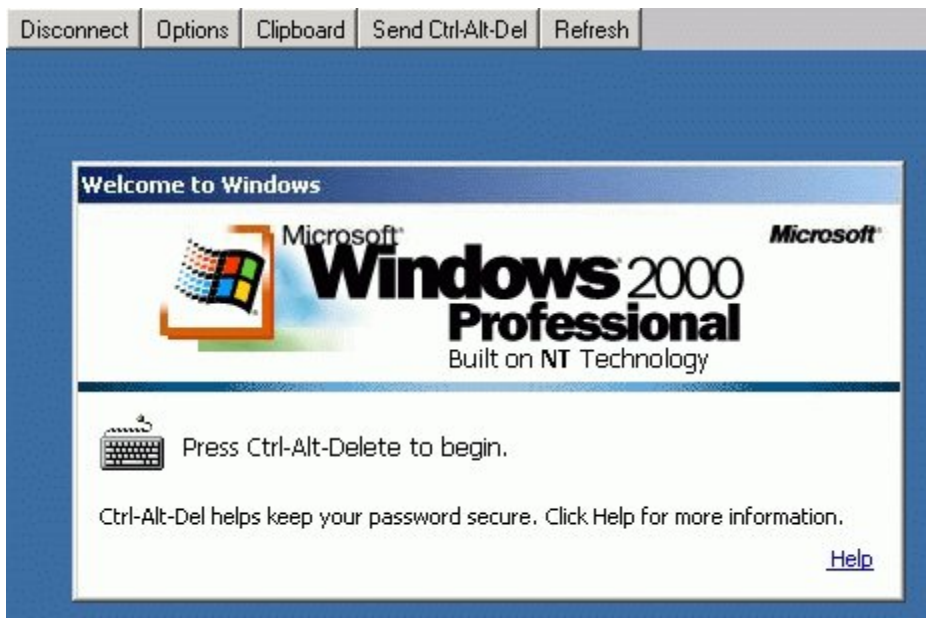 Disconnect Options Clipboard Send Ctrl-Alt-Del Refresh
Welcome to Windows
Microsoft
Microsoft
Windows 2000
Professional
Built on NT Technology
Press Ctrl-Alt-Delete to begin.
Ctrl-Alt-Del helps keep your password secure. Click Help for more information.
Help